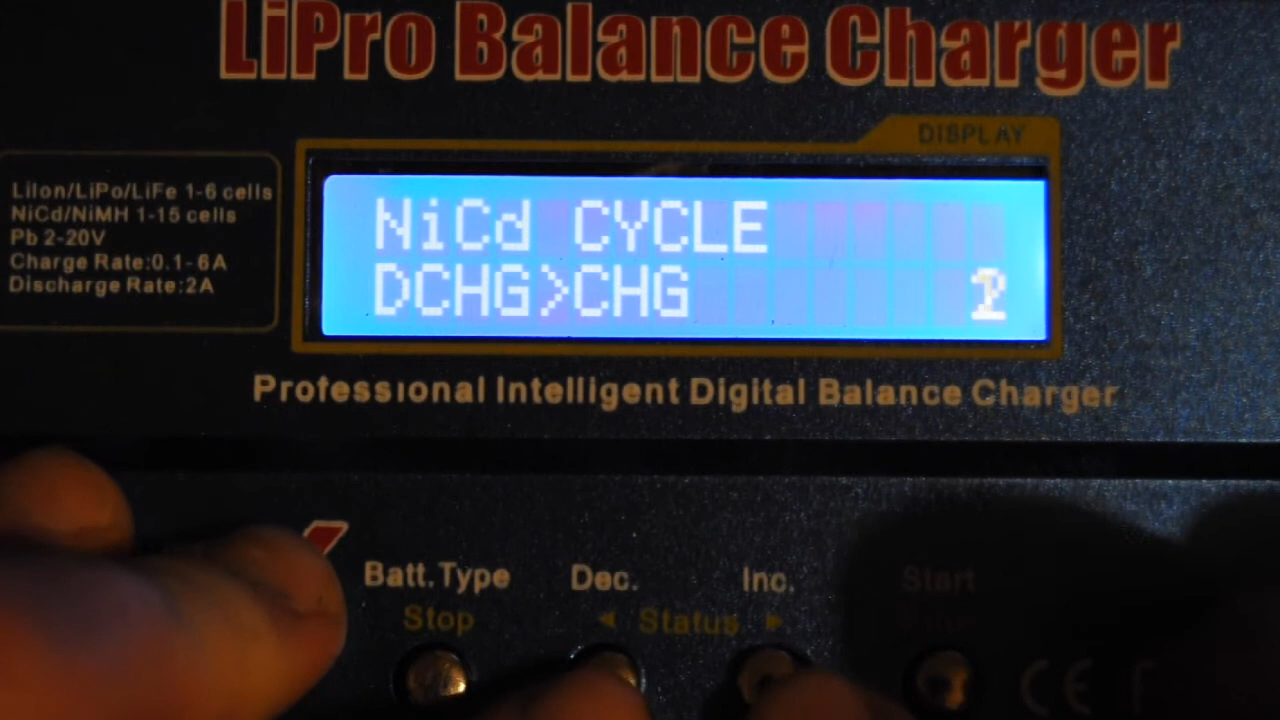 LiPro Balance Charger
DISPLAY
LiIon/LiPo/LiFe 1-6 cells
NiCd/NiMH 1-15 cells
Pb 2-20V
Charge Rate:0.1-6A
Discharge Rate:2A
NiCd CYCLE
DCHG>CHG
Professional Intelligent Digital Balance Charger
Batt.Type Dec. Inc. Start
Stop ◄ Status ►
CE